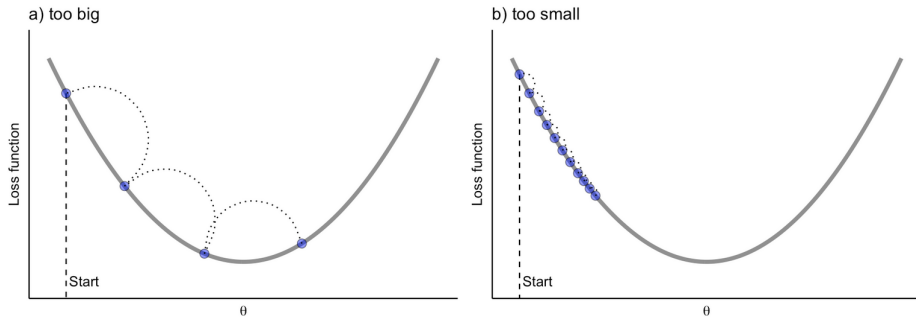 a) too big
Loss function
Start
θ
b) too small
Loss function
Start
θ